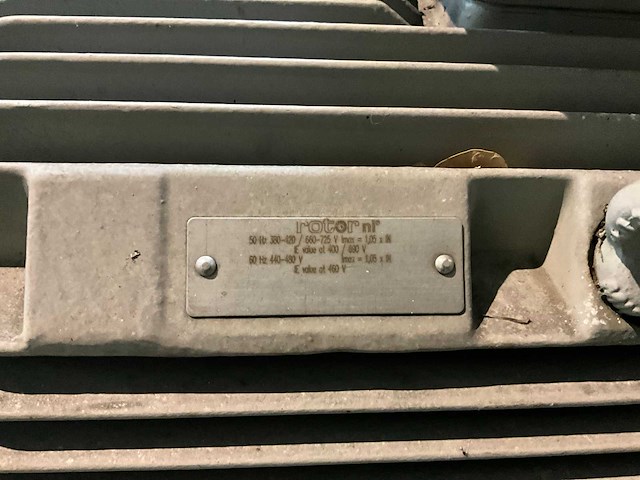 rotor nl®
50 Hz 380-420 / 660-725 V Imax = 1,05 x IN
IE value at 400 / 690 V
60 Hz 440-480 V Imax = 1,05 x IN
IE value at 460 V